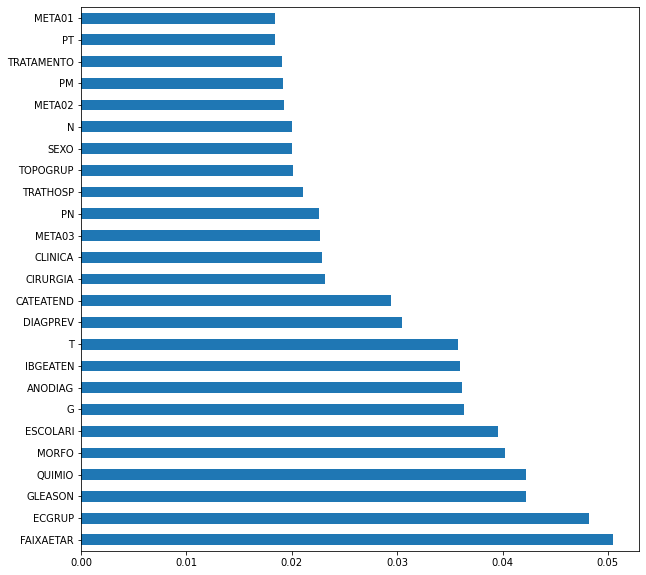 META01
PT
TRATAMENTO
PM
META02
N
SEXO
TOPOGRUP
TRATHOSP
PN
META03
CLINICA
CIRURGIA
CATEATEND
DIAGPREV
T
IBGEATEN
ANODIAG
G
ESCOLARI
MORFO
QUIMIO
GLEASON
ECGRUP
FAIXAETAR
0.00 0.01 0.02 0.03 0.04 0.05